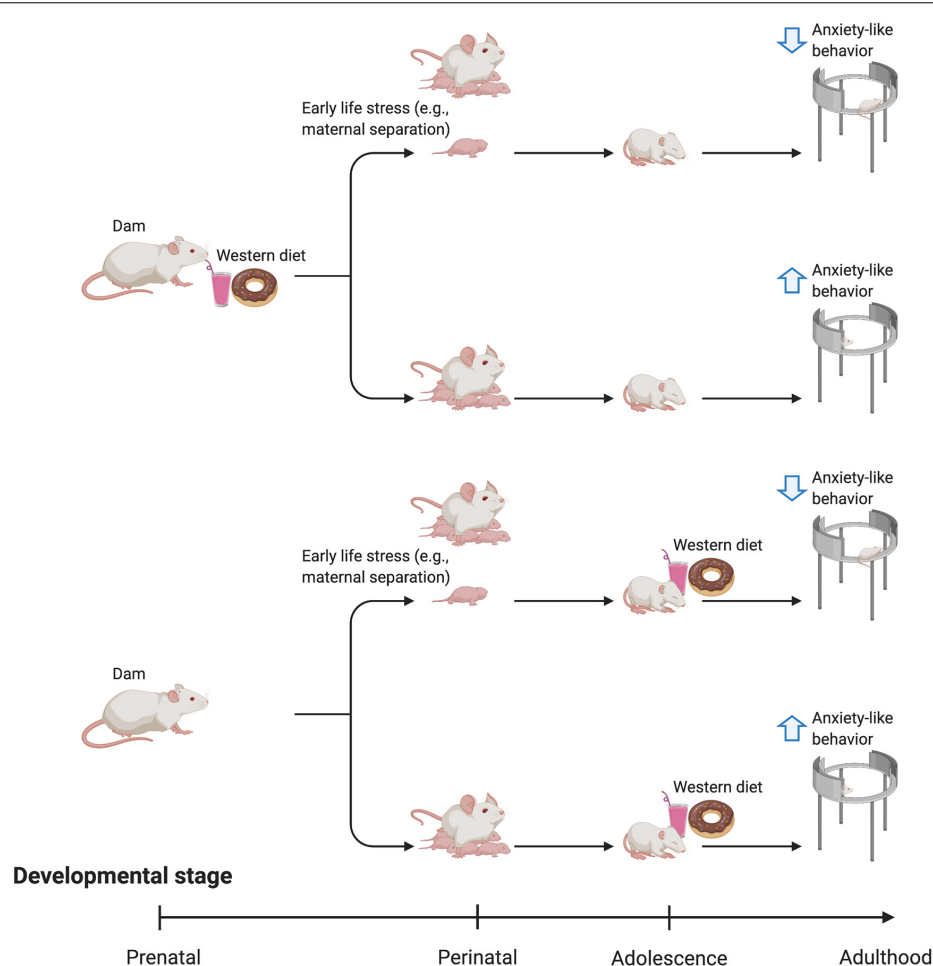 Anxiety-like
behavior
Early life stress (e.g.,
maternal separation)
Dam
Western diet
Anxiety-like
behavior
Anxiety-like
behavior
Early life stress (e.g.,
maternal separation)
Western diet
Dam
Anxiety-like
behavior
Western diet
Developmental stage
Prenatal
Perinatal
Adolescence
Adulthood